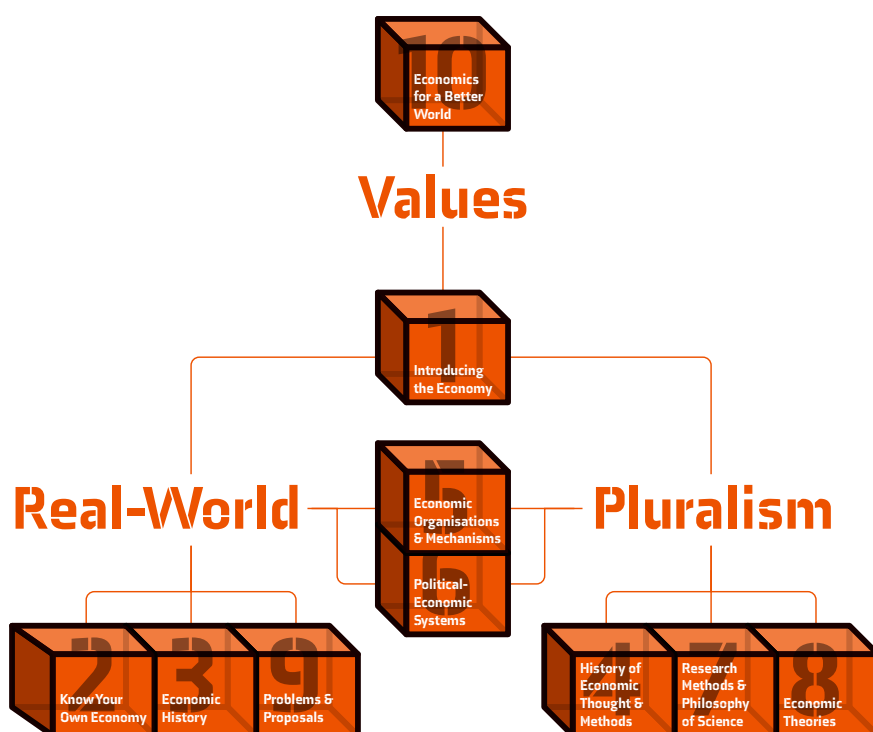 10
Economics
for a Better
World
Values
1
Introducing
the Economy
Real-World
5
Economic
Organisations
& Mechanisms
Pluralism
6
Political-
Economic
Systems
2
Know Your
Own Economy
3
Economic
History
9
Problems &
Proposals
4
History of
Economic
Thought &
Methods
7
Research
Methods &
Philosophy
of Science
8
Economic
Theories